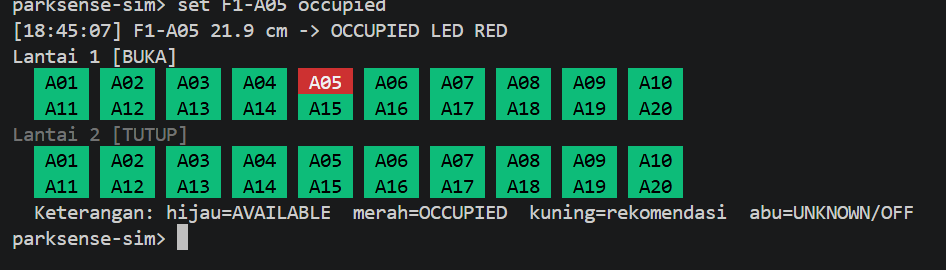 parksense-sim> set F1-A05 occupied
[18:45:07] F1-A05 21.9 cm -> OCCUPIED LED RED
Lantai 1 [BUKA]
A01 A02 A03 A04 A05 A06 A07 A08 A09 A10
A11 A12 A13 A14 A15 A16 A17 A18 A19 A20
Lantai 2 [TUTUP]
A01 A02 A03 A04 A05 A06 A07 A08 A09 A10
A11 A12 A13 A14 A15 A16 A17 A18 A19 A20
Keterangan: hijau=AVAILABLE merah=OCCUPIED kuning=rekomendasi abu=UNKNOWN/OFF
parksense-sim>